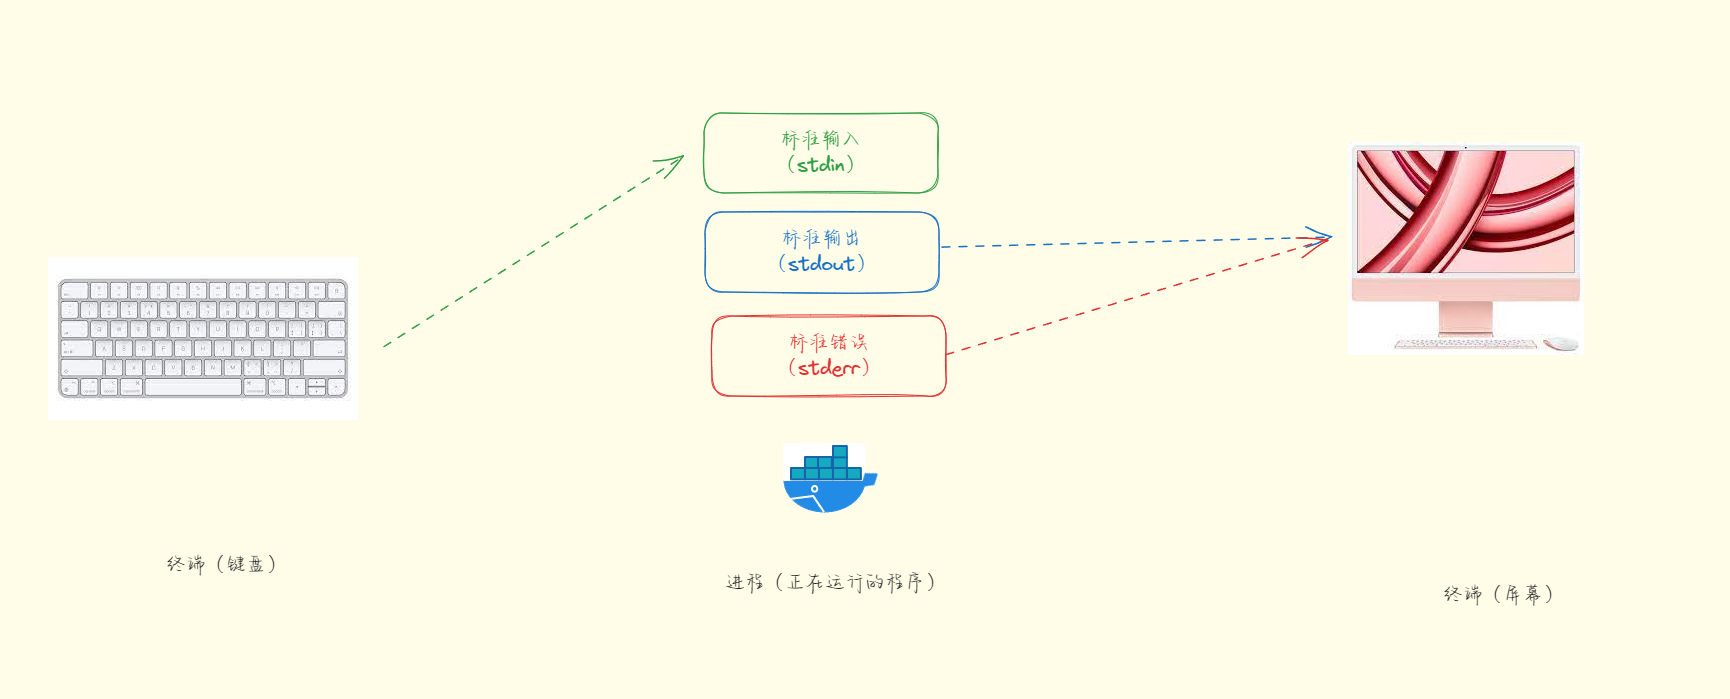 标准输入
（stdin）
标准输出
（stdout）
标准错误
（stderr）
终端（键盘）
进程（正在运行的程序）
终端（屏幕）